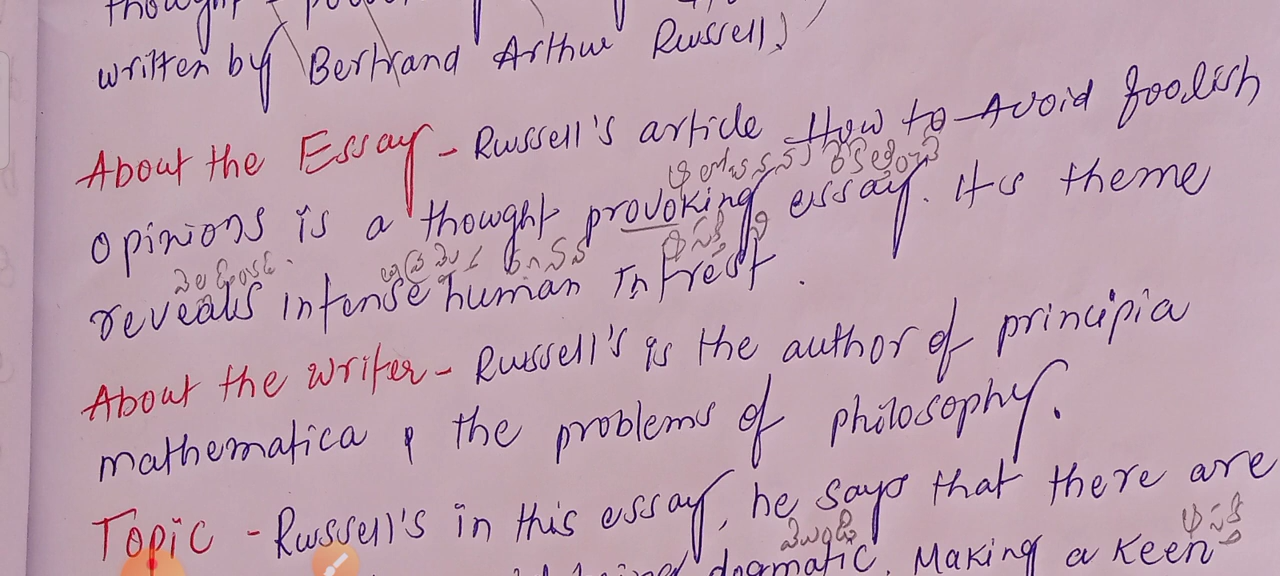 thought
written by Bertrand Arthur Russell)
About the Essay - Russell's article How to Avoid foolish
opinions is a thought provoking essay. Its theme
reveals intense human Intrest.
About the writer - Russell's is the author of principia
mathematica, the problems of philosophy.
Topic - Russell's in this essay, he says that there are
dogmatic. Making a Keen